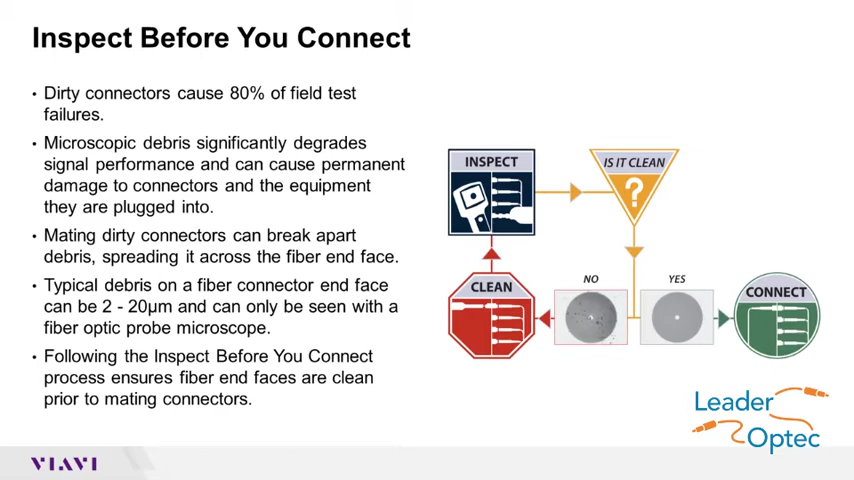 Inspect Before You Connect
• Dirty connectors cause 80% of field test
failures.
• Microscopic debris significantly degrades
signal performance and can cause permanent
damage to connectors and the equipment
they are plugged into.
• Mating dirty connectors can break apart
debris, spreading it across the fiber end face.
• Typical debris on a fiber connector end face
can be 2 - 20μm and can only be seen with a
fiber optic probe microscope.
• Following the Inspect Before You Connect
process ensures fiber end faces are clean
prior to mating connectors.
INSPECT
IS IT CLEAN
?
CLEAN
NO
YES
CONNECT
Leader
Optec
VIAVI